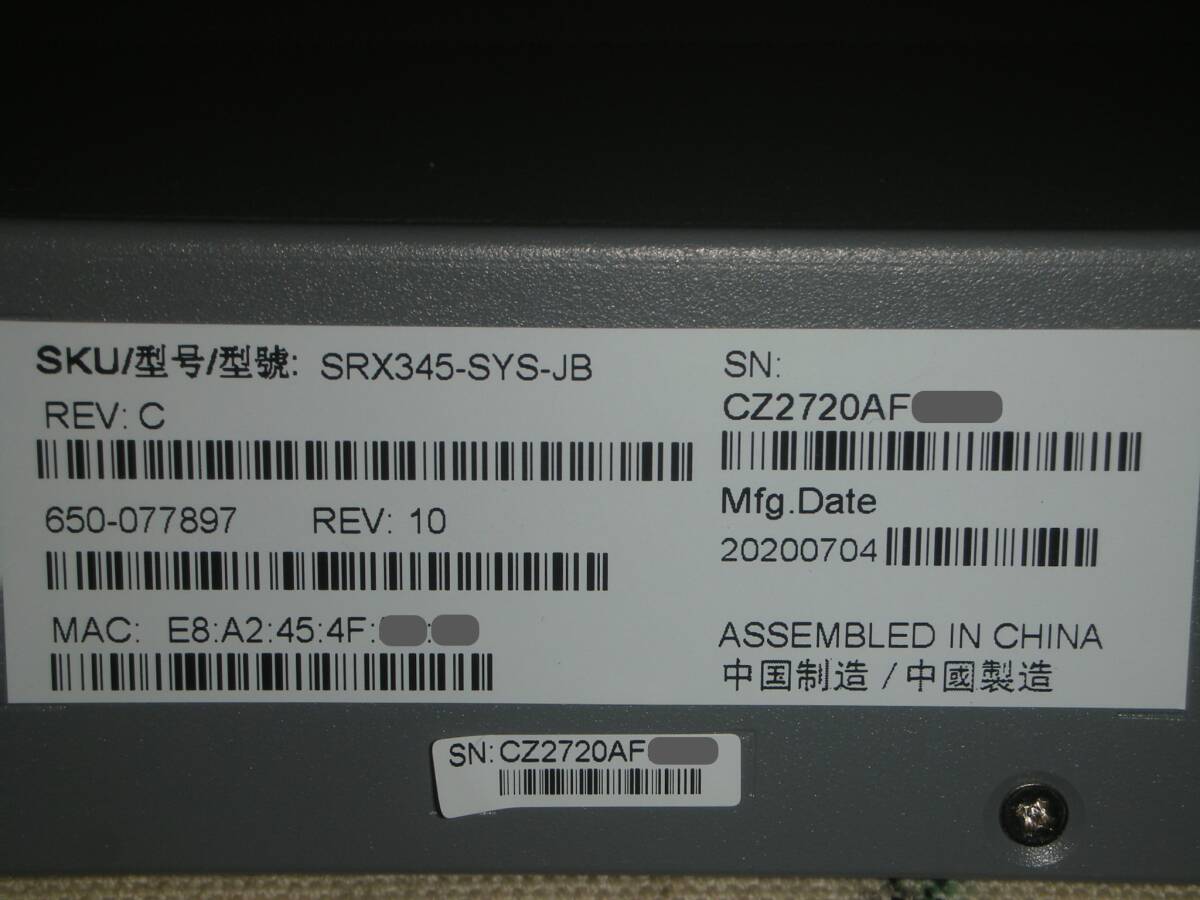 SKU/型号/型號: SRX345-SYS-JB
REV: C
650-077897 REV: 10
MAC: E8:A2:45:4F:
SN:
CZ2720AF
Mfg.Date
20200704
ASSEMBLED IN CHINA
中国制造 / 中國製造
SN: CZ2720AF